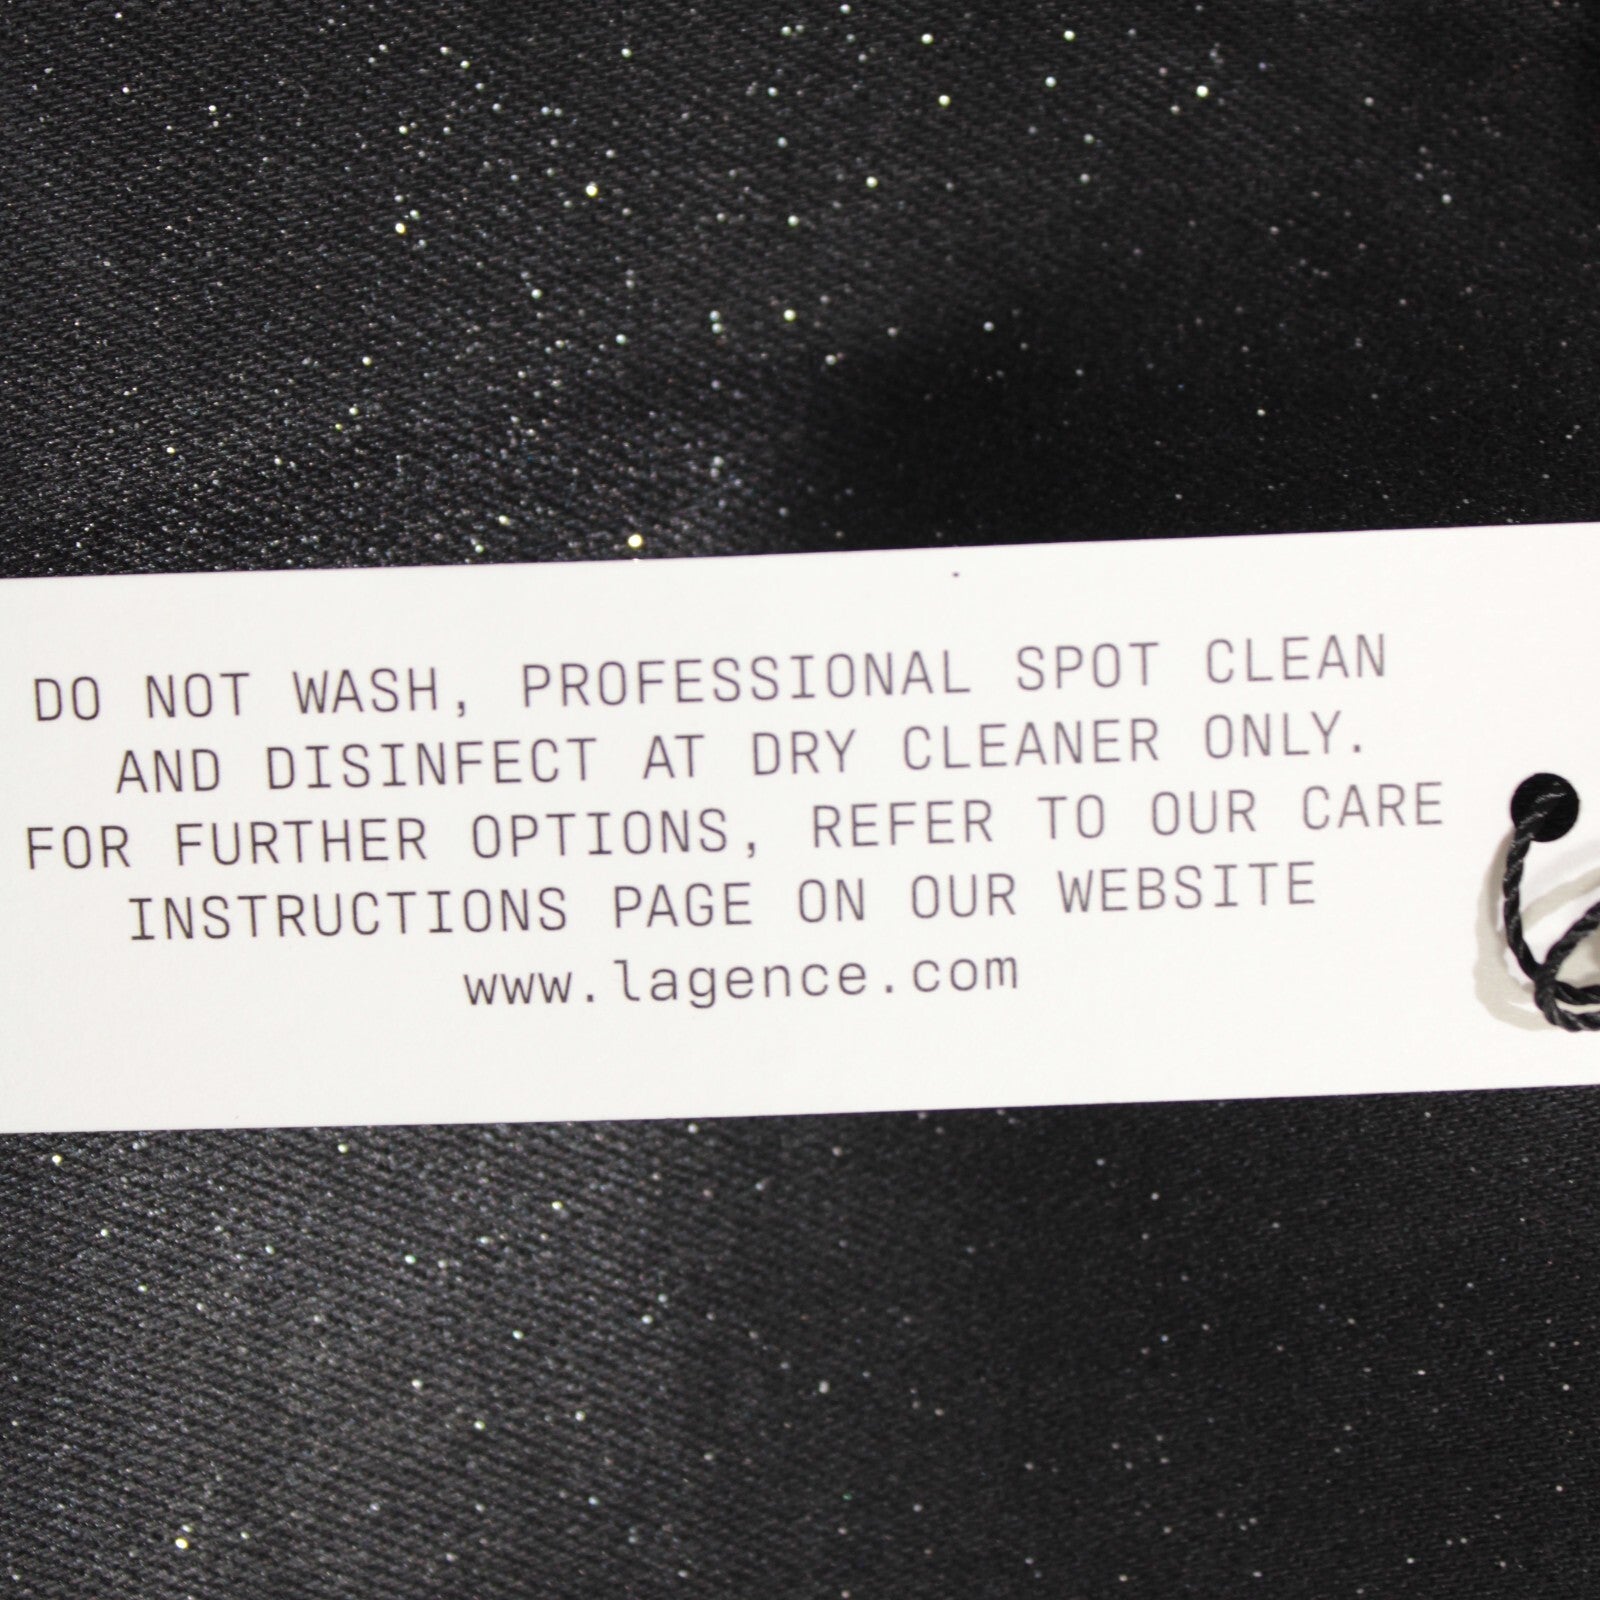 DO NOT WASH, PROFESSIONAL SPOT CLEAN
AND DISINFECT AT DRY CLEANER ONLY.
FOR FURTHER OPTIONS, REFER TO OUR CARE
INSTRUCTIONS PAGE ON OUR WEBSITE
www.lagence.com